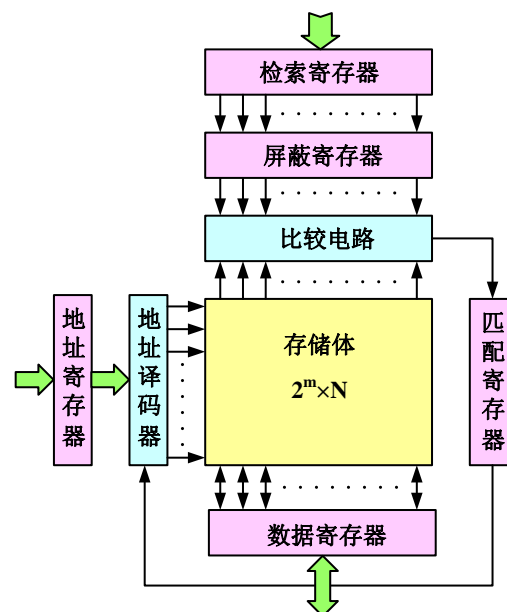 检索寄存器
屏蔽寄存器
比较电路
地址寄存器
地址译码器
存储体
2^m×N
匹配寄存器
数据寄存器